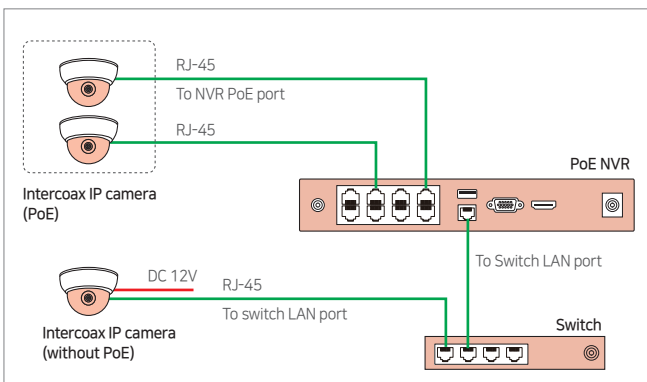 RJ-45
To NVR PoE port
RJ-45
Intercoax IP camera
(PoE)
PoE NVR
DC 12V
RJ-45
To switch LAN port
To Switch LAN port
Intercoax IP camera
(without PoE)
Switch